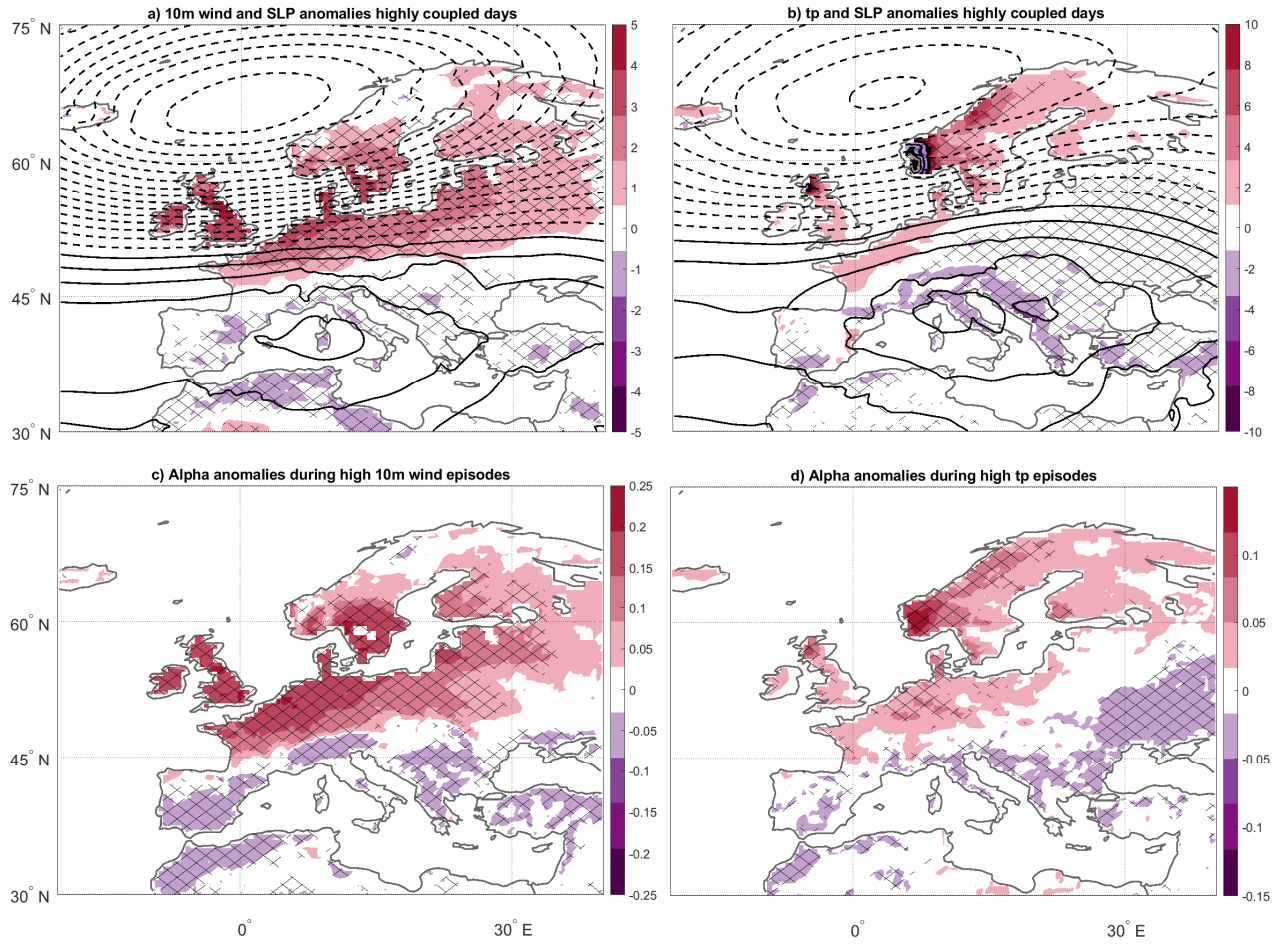 a) 10m wind and SLP anomalies highly coupled days
b) tp and SLP anomalies highly coupled days
75° N
60° N
45° N
30° N
5
4
3
2
1
0
-1
-2
-3
-4
-5
10
8
6
4
2
0
-2
-4
-6
-8
-10
c) Alpha anomalies during high 10m wind episodes
d) Alpha anomalies during high tp episodes
75° N
60° N
45° N
30° N
0.25
0.2
0.15
0.1
0.05
0
-0.05
-0.1
-0.15
-0.2
-0.25
0.1
0.05
0
-0.05
-0.1
-0.15
0°
30° E
0°
30° E